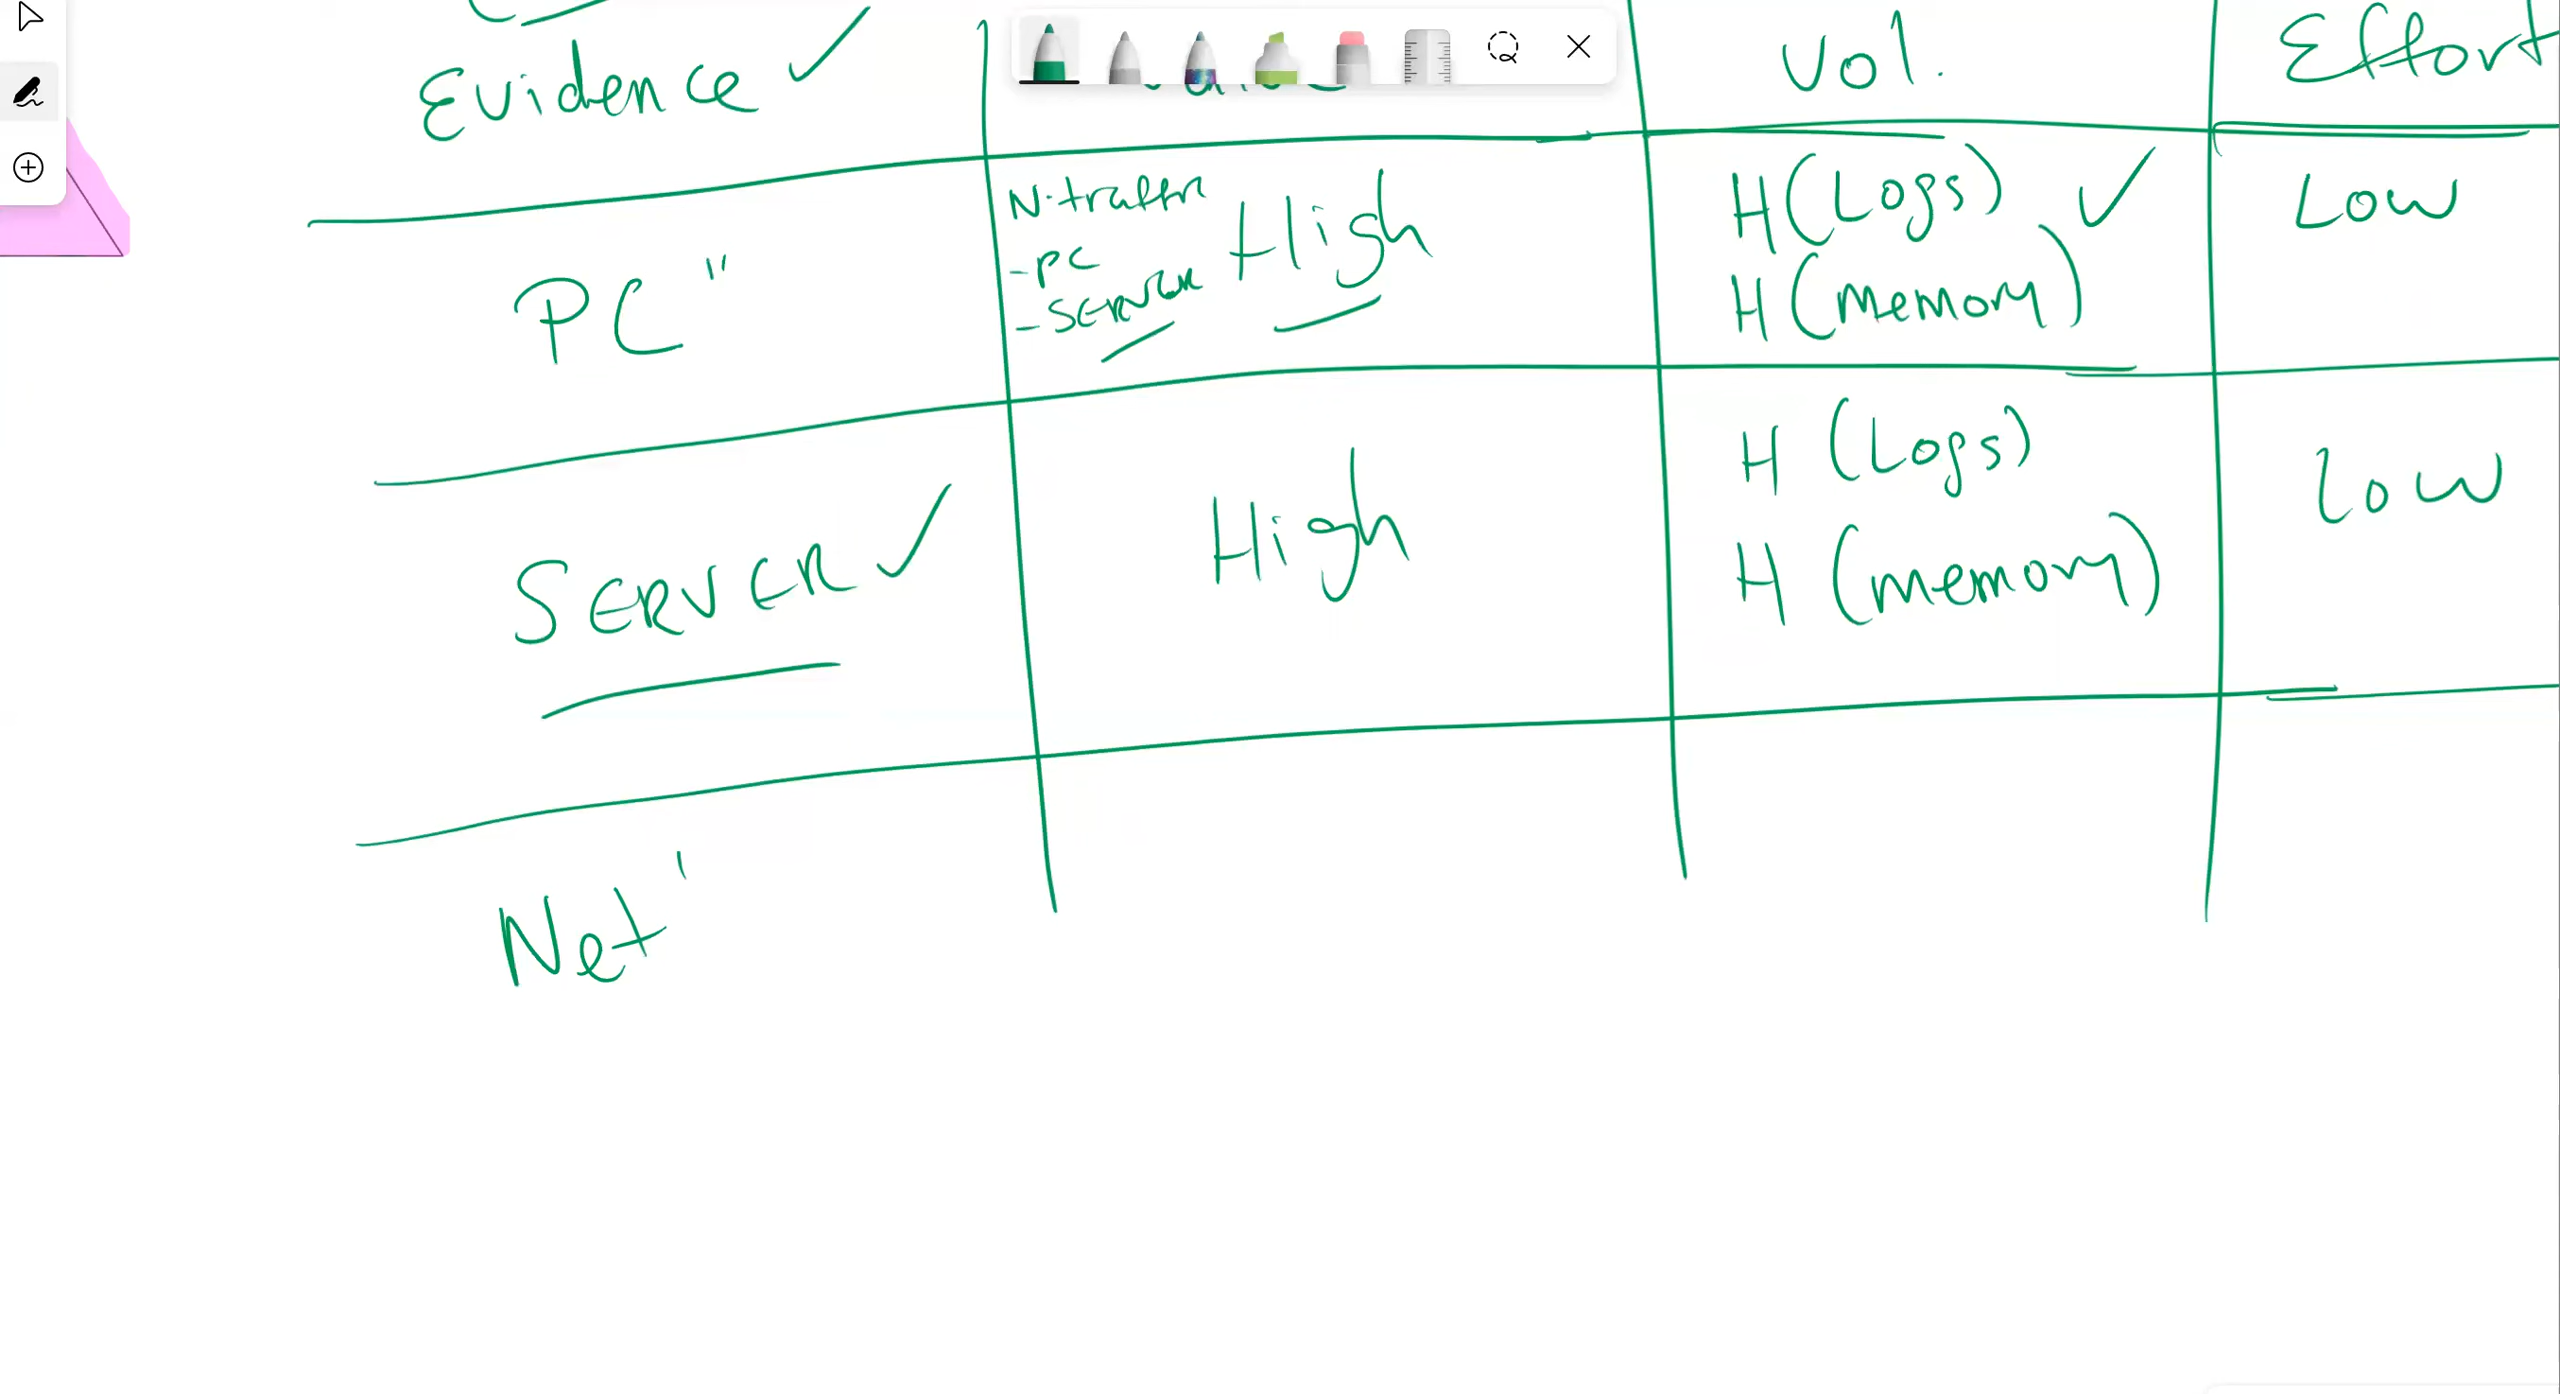 Evidence ✓
Vol.
Effort
PC "
N.traffic
- PC
- SERVER
High
H (Logs) ✓
H (memory)
Low
SERVER ✓
High
H (Logs)
H (memory)
Low
Net '